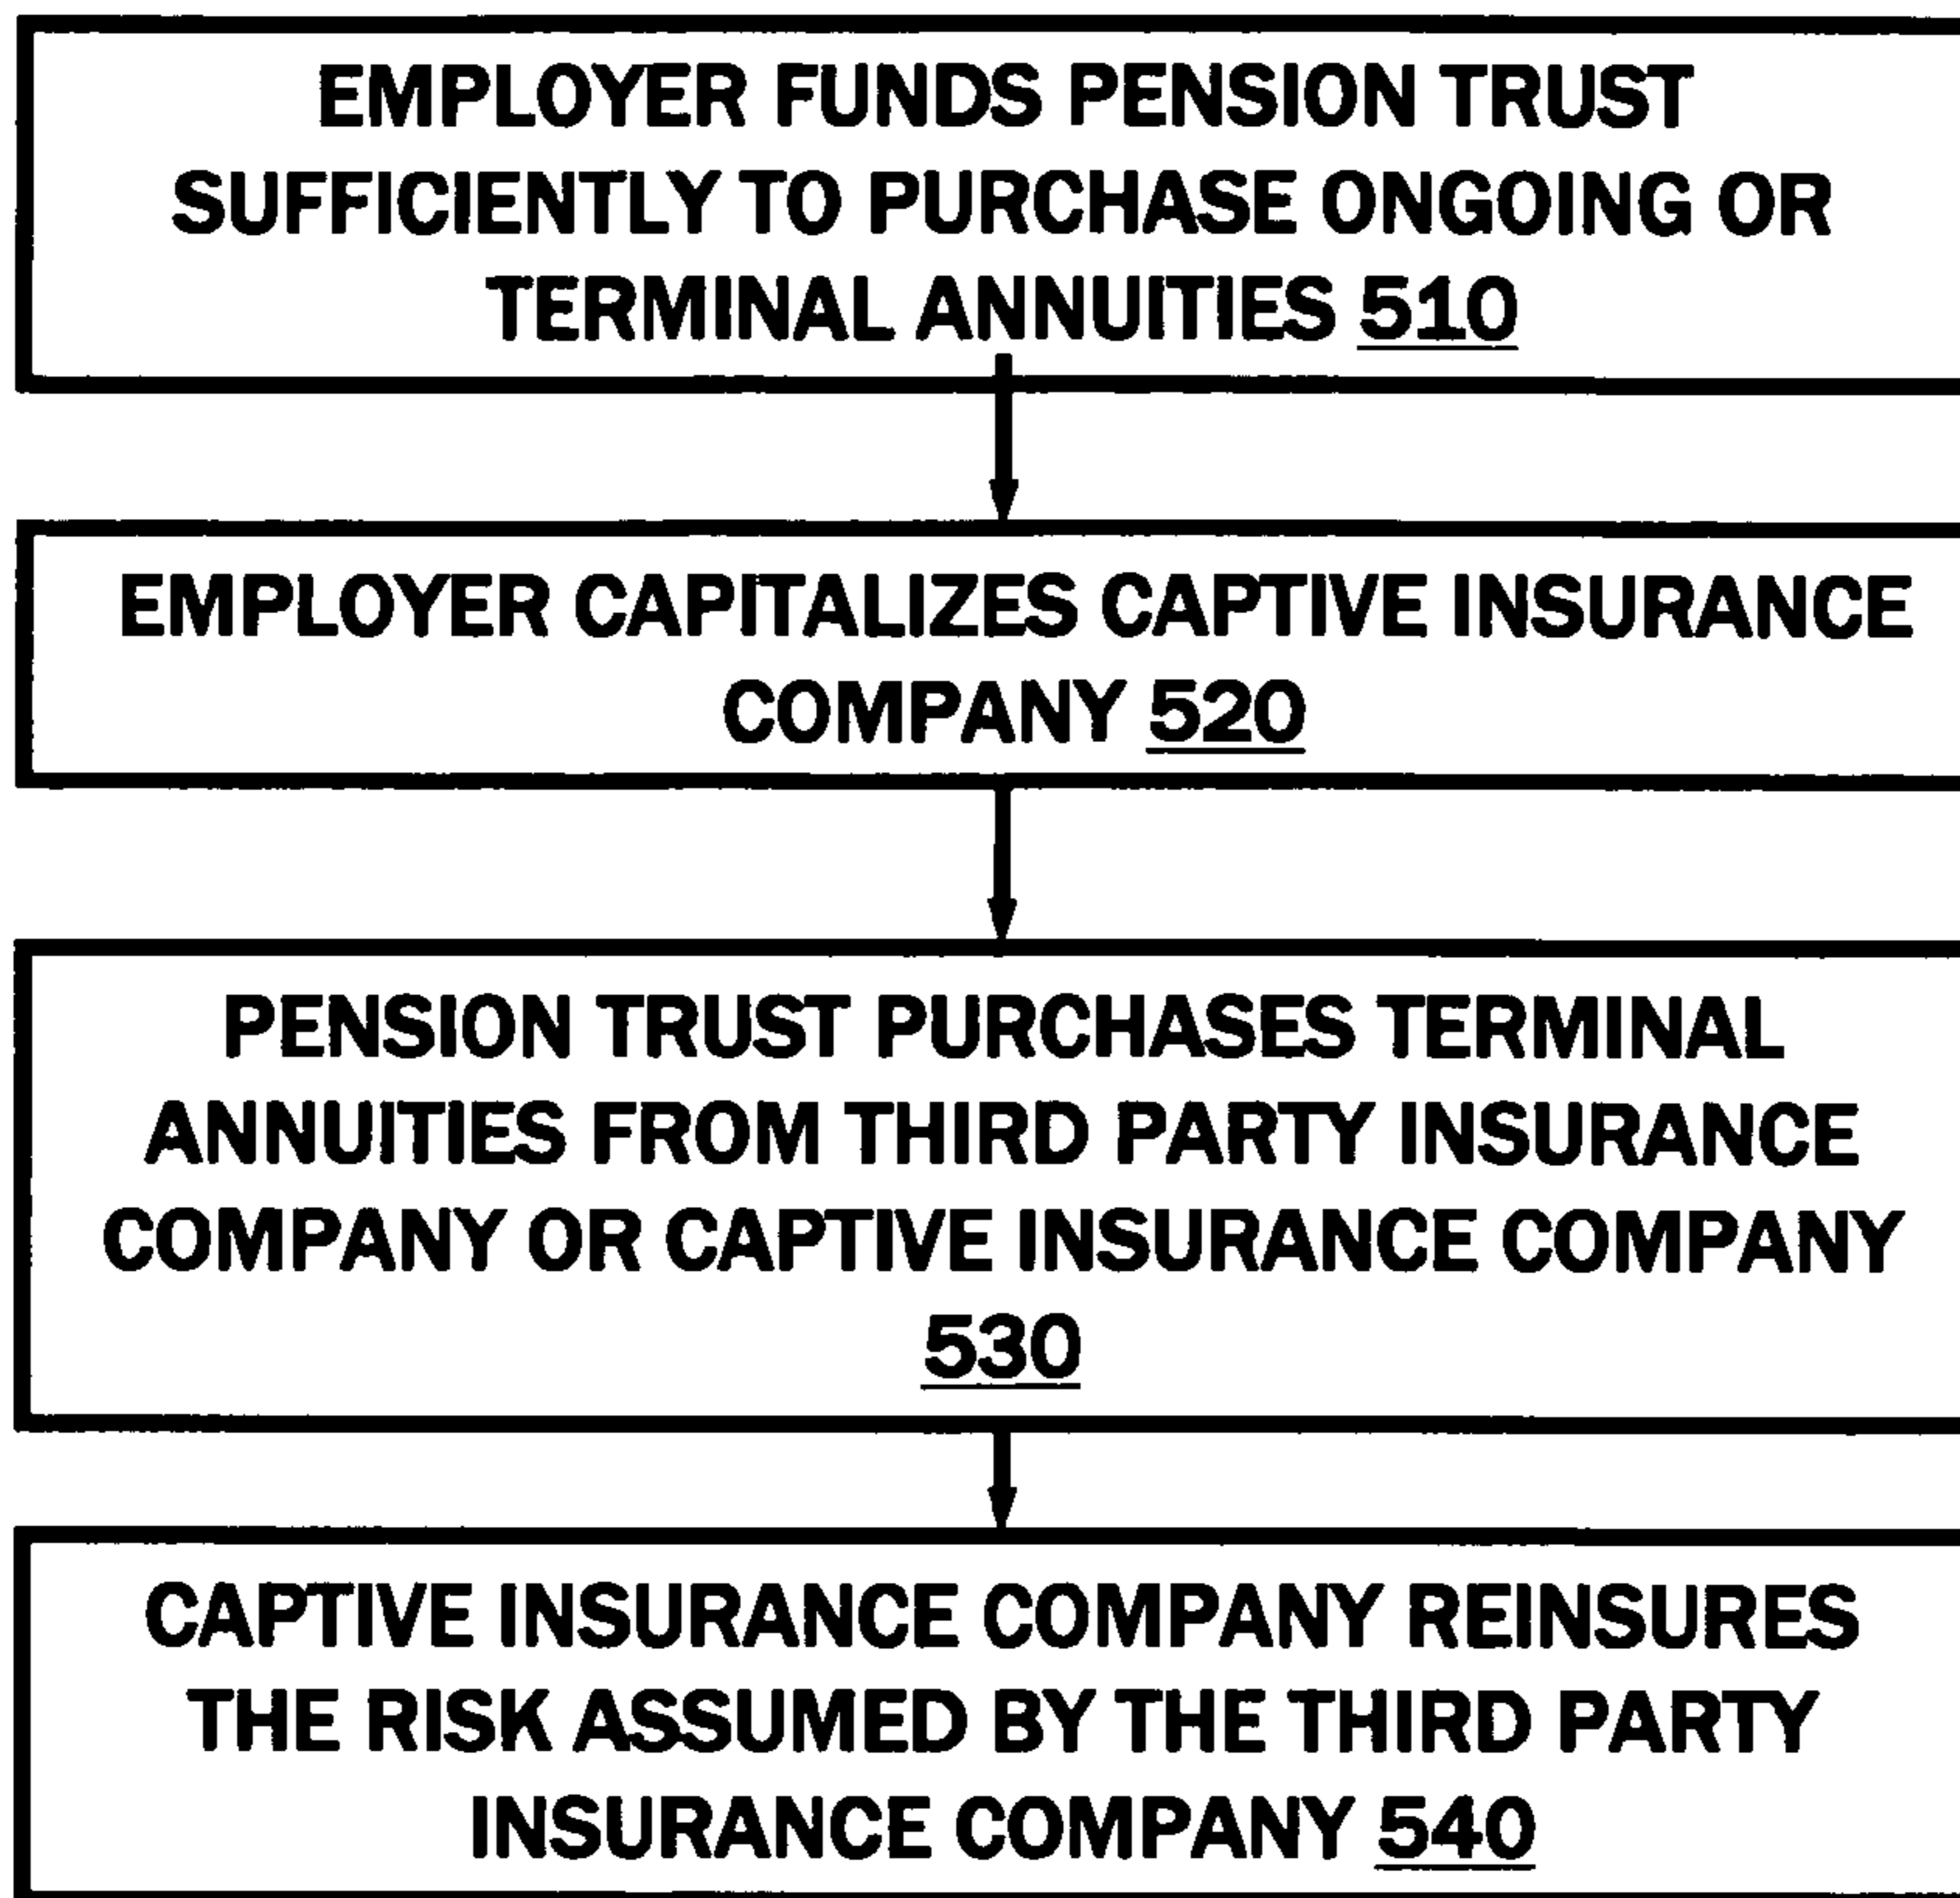 EMPLOYER FUNDS PENSION TRUST
SUFFICIENTLY TO PURCHASE ONGOING OR
TERMINAL ANNUITIES 510
EMPLOYER CAPITALIZES CAPTIVE INSURANCE
COMPANY 520
PENSION TRUST PURCHASES TERMINAL
ANNUITIES FROM THIRD PARTY INSURANCE
COMPANY OR CAPTIVE INSURANCE COMPANY
530
CAPTIVE INSURANCE COMPANY REINSURES
THE RISK ASSUMED BY THE THIRD PARTY
INSURANCE COMPANY 540